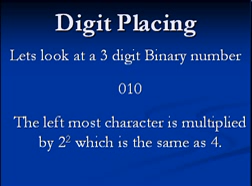 Digit Placing
Lets look at a 3 digit Binary number
010
The left most character is multiplied
by 2² which is the same as 4.